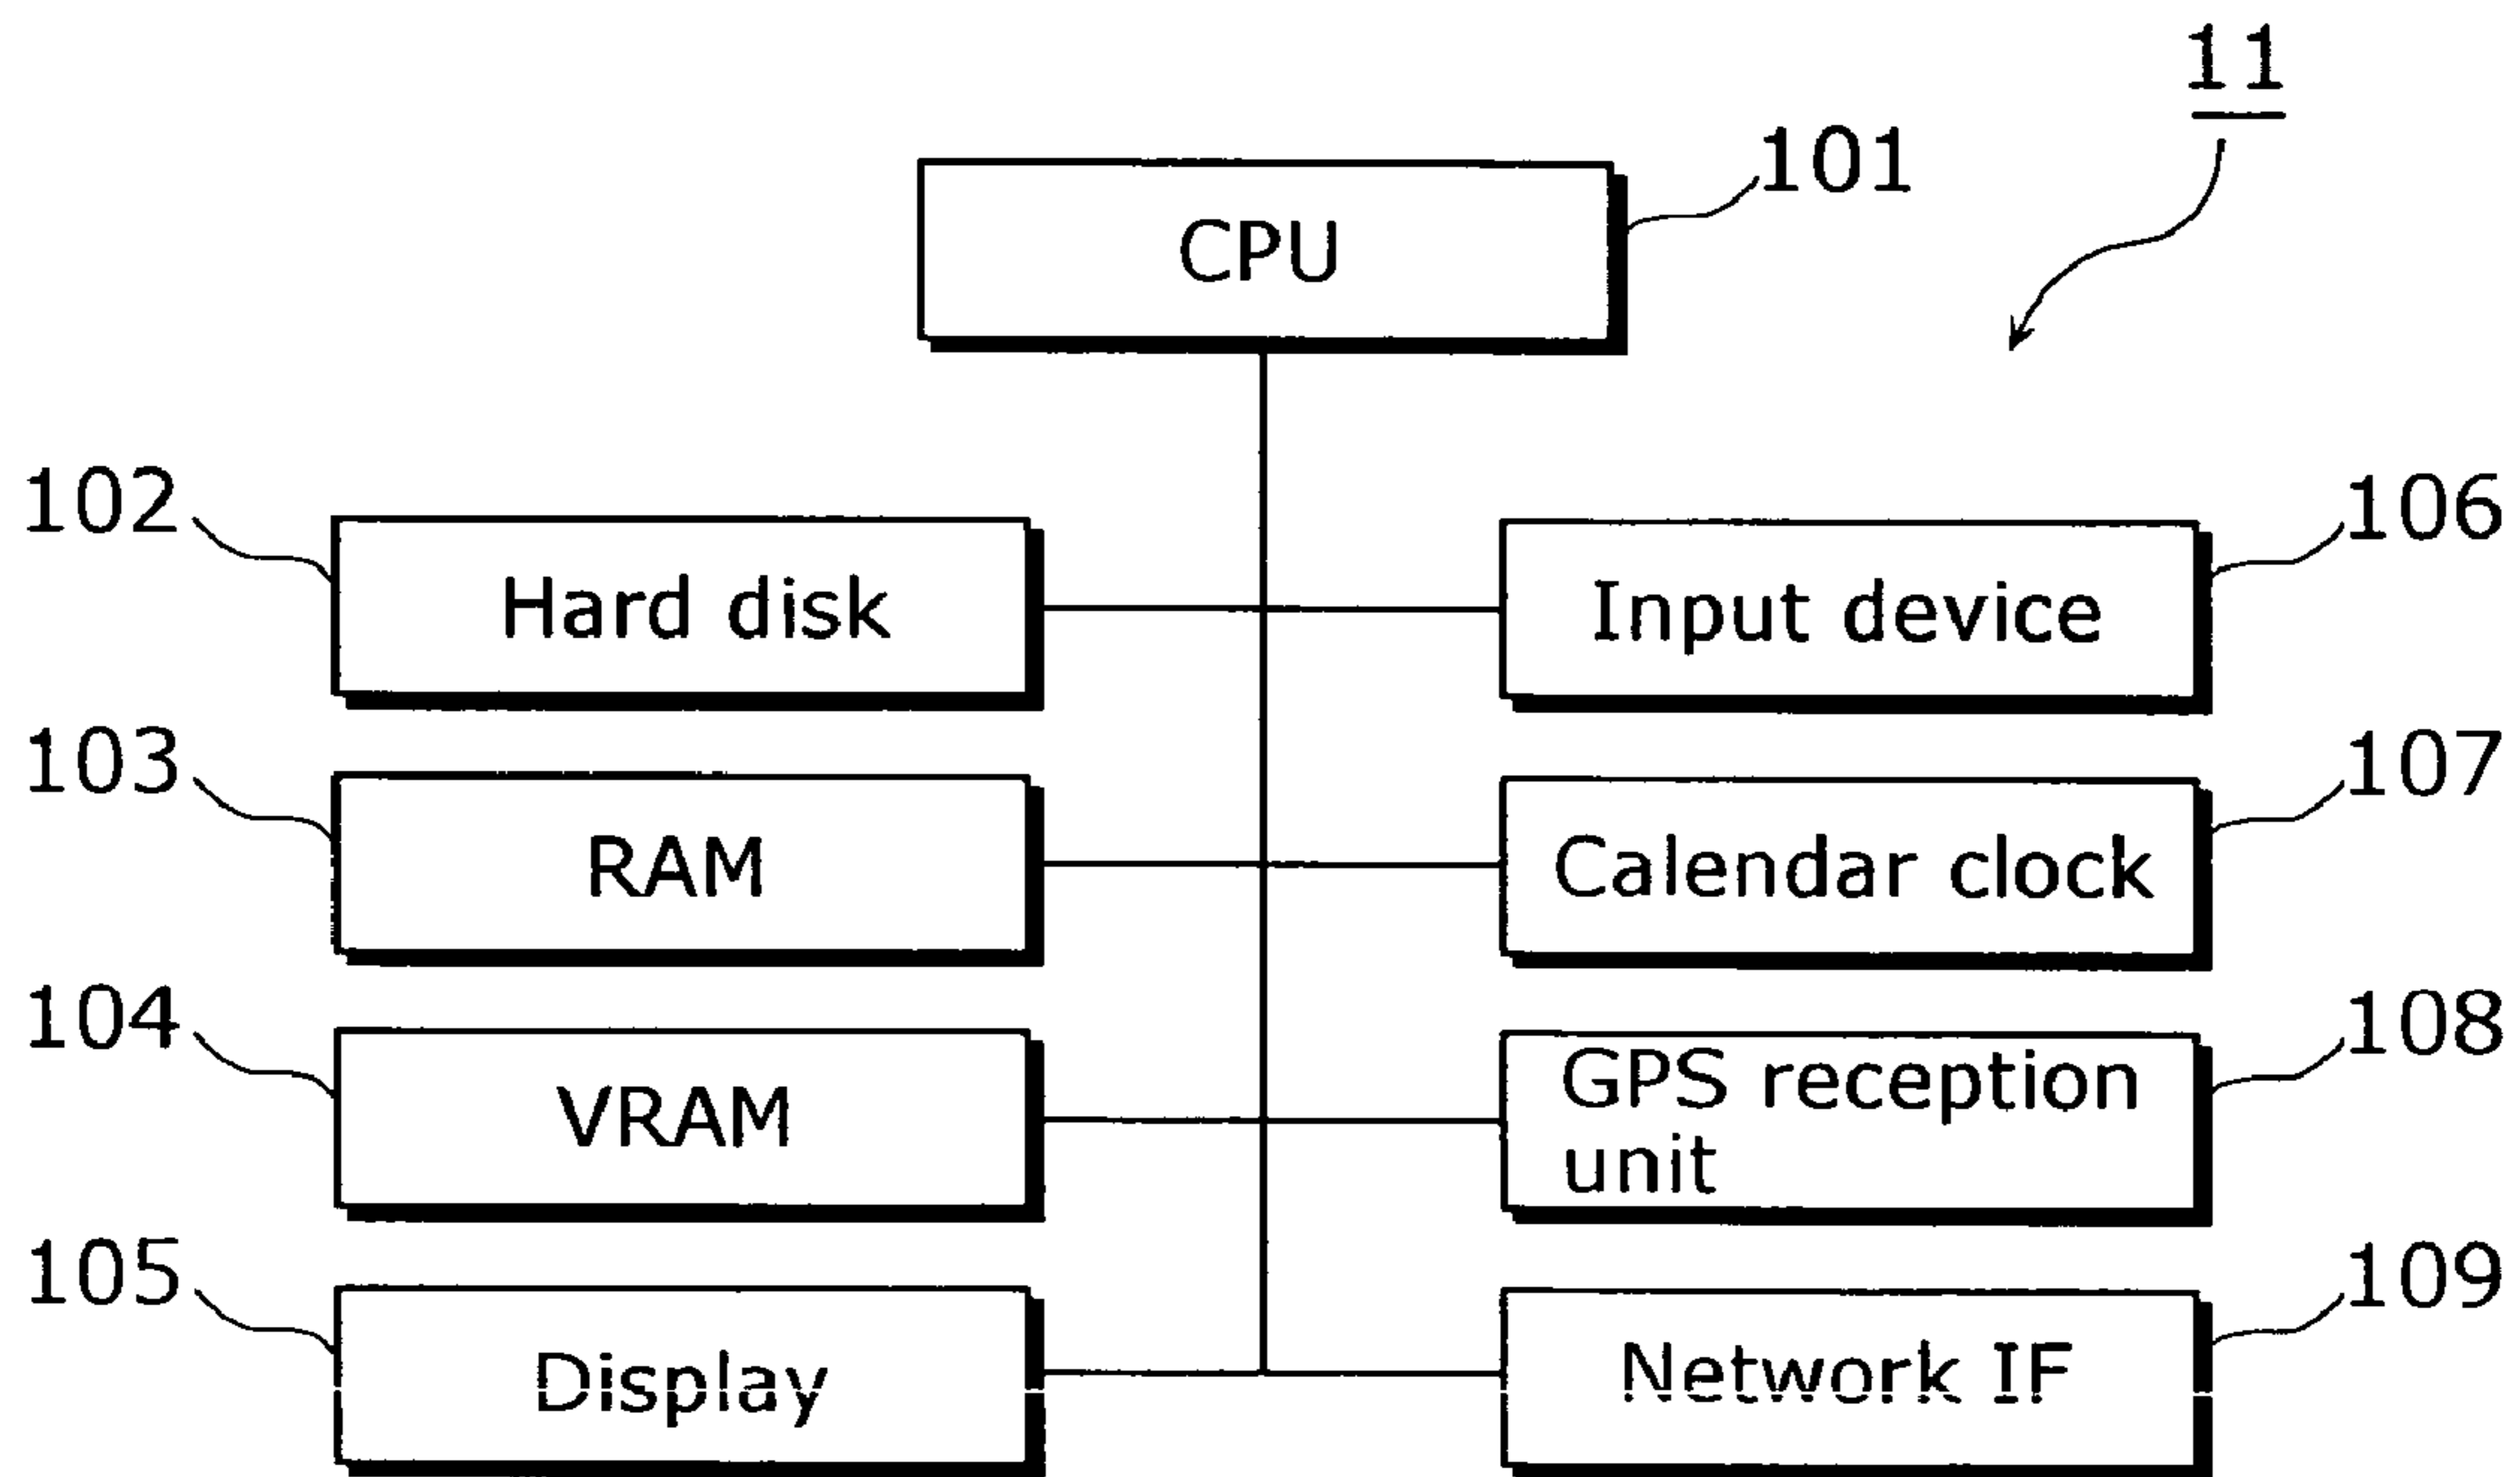 11
101
CPU
102
Hard disk
106
Input device
103
RAM
107
Calendar clock
104
VRAM
108
GPS reception
unit
105
Display
109
Network IF